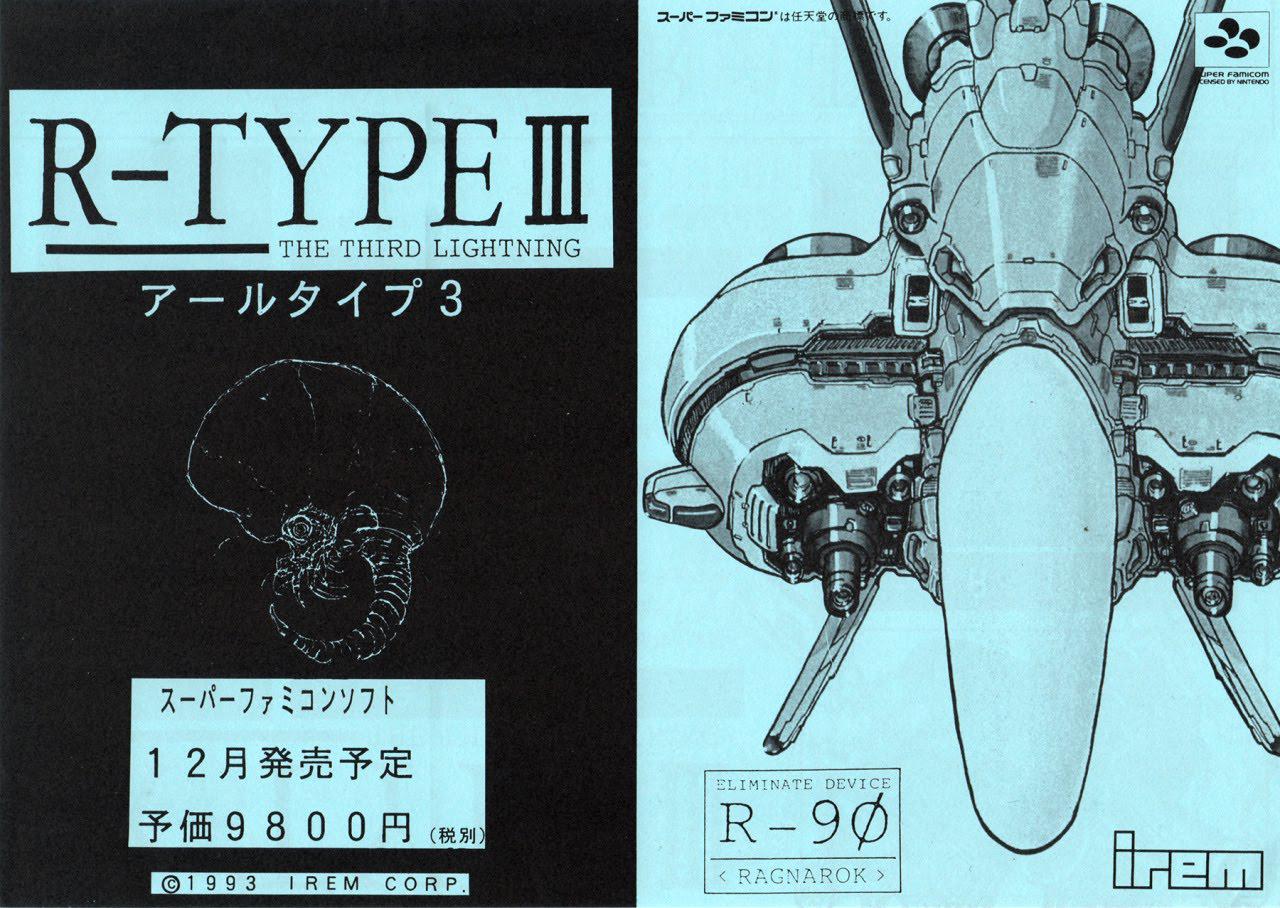 R-TYPE III
THE THIRD LIGHTNING
アールタイプ3
スーパーファミコンソフト
12月発売予定
予価9800円(税別)
©1993 IREM CORP.
スーパーファミコン®は任天堂の商標です。
SUPER FAMICOM
LICENSED BY NINTENDO
ELIMINATE DEVICE
R-90
<RAGNAROK>
irem